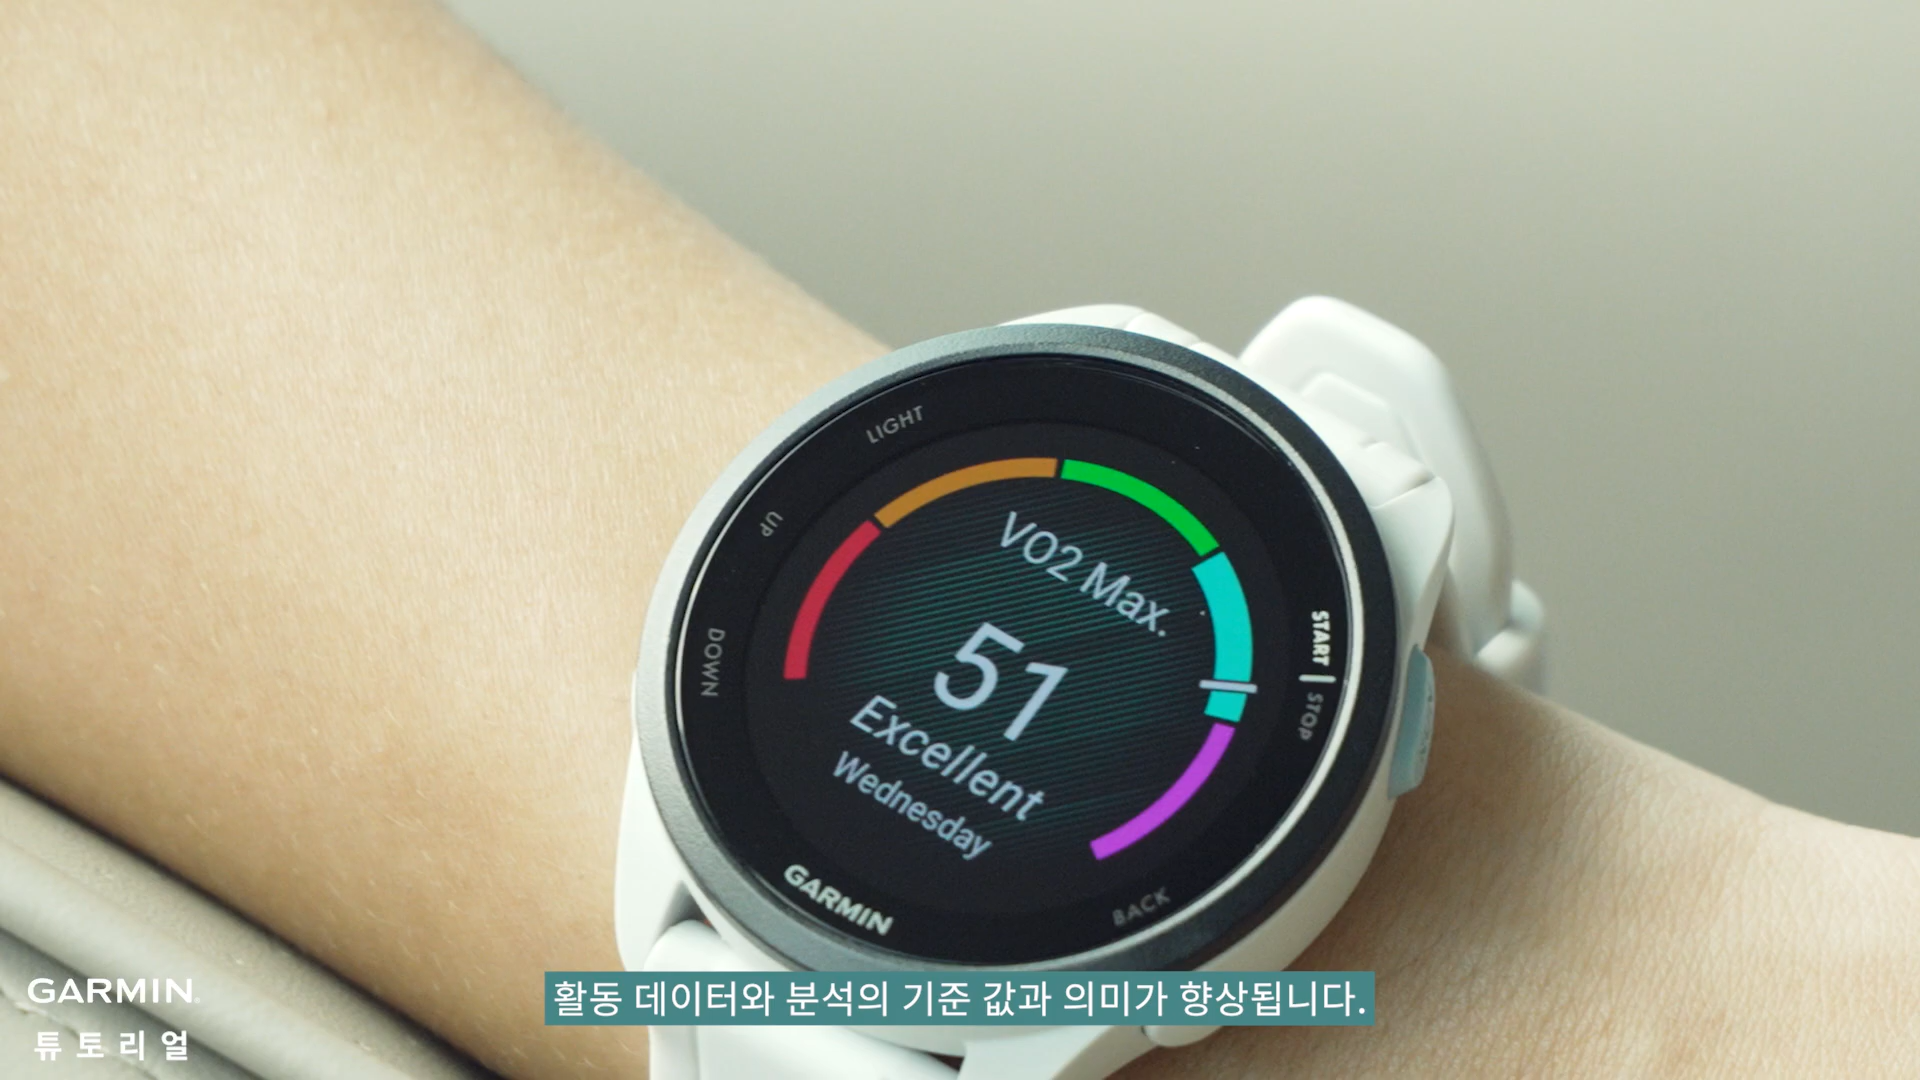 LIGHT
UP
DOWN
START | STOP
BACK
VO2 Max.
51
Excellent
Wednesday
GARMIN
활동 데이터와 분석의 기준 값과 의미가 향상됩니다.
GARMIN
튜토리얼